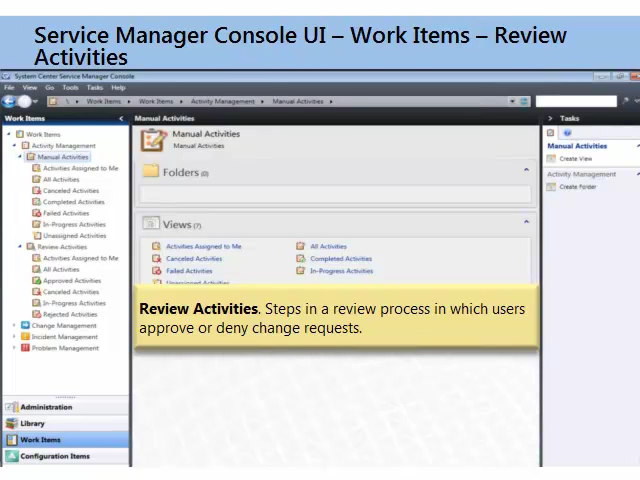 Service Manager Console UI – Work Items – Review
Activities
System Center Service Manager Console
File View Go Tools Tasks Help
\ Work Items Work Items Activity Management Manual Activities
Work Items
Work Items
Activity Management
Manual Activities
Activities Assigned to Me
All Activities
Canceled Activities
Completed Activities
Failed Activities
In-Progress Activities
Unassigned Activities
Review Activities
Activities Assigned to Me
All Activities
Approved Activities
Canceled Activities
In-Progress Activities
Rejected Activities
Change Management
Incident Management
Problem Management
Administration
Library
Work Items
Configuration Items
Manual Activities
Manual Activities
Manual Activities
Folders (0)
Views (7)
Activities Assigned to Me All Activities
Canceled Activities Completed Activities
Failed Activities In-Progress Activities
Unassigned Activities
Review Activities. Steps in a review process in which users
approve or deny change requests.
Tasks
Manual Activities
Create View
Activity Management
Create Folder